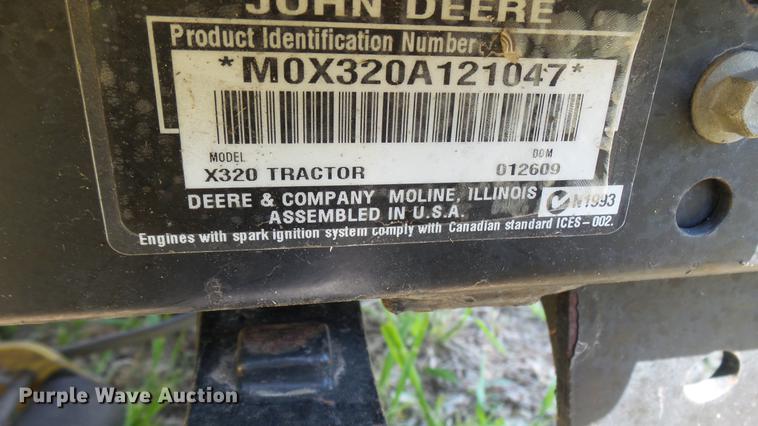 JOHN DEERE
Product Identification Number
*M0X320A121047*
MODEL DOM
X320 TRACTOR 012609
DEERE & COMPANY MOLINE, ILLINOIS
ASSEMBLED IN U.S.A. N1993
Engines with spark ignition system comply with Canadian standard ICES-002.
Purple Wave Auction®